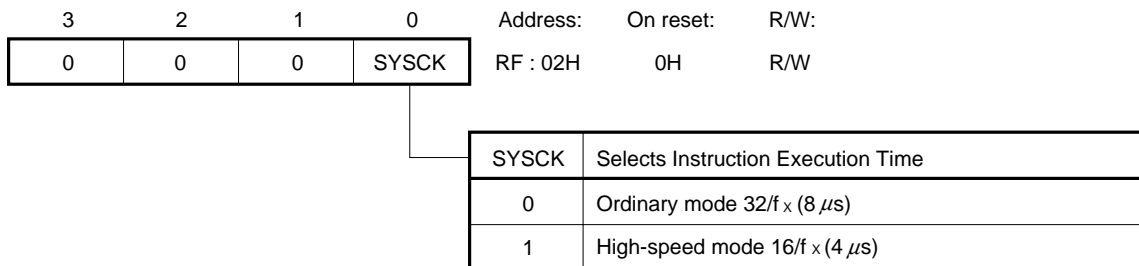 3 2 1 0 Address: On reset: R/W:
0 0 0 SYSCK RF : 02H 0H R/W
SYSCK Selects Instruction Execution Time
0 Ordinary mode 32/fX (8 μs)
1 High-speed mode 16/fX (4 μs)